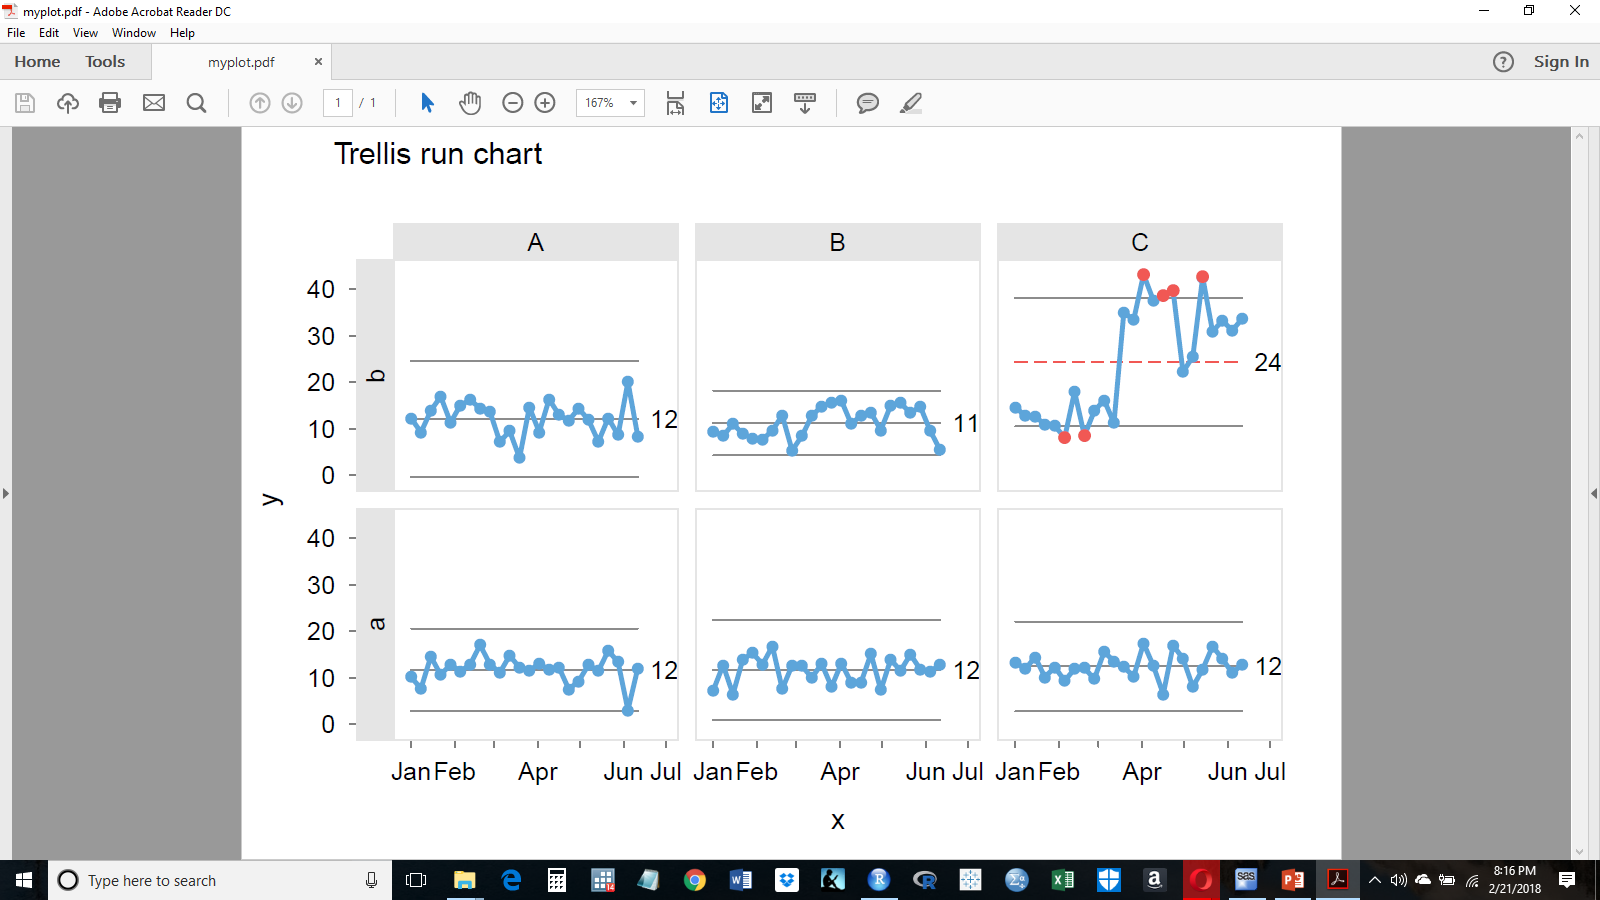 myplot.pdf - Adobe Acrobat Reader DC
File Edit View Window Help
Home Tools myplot.pdf × ? Sign In
1 / 1 167%
Trellis run chart
A B C
40
30
20
10
0
b
12
11
24
y
40
30
20
10
0
a
12
12
12
Jan Feb Apr Jun Jul Jan Feb Apr Jun Jul Jan Feb Apr Jun Jul
x
Type here to search
8:16 PM
2/21/2018